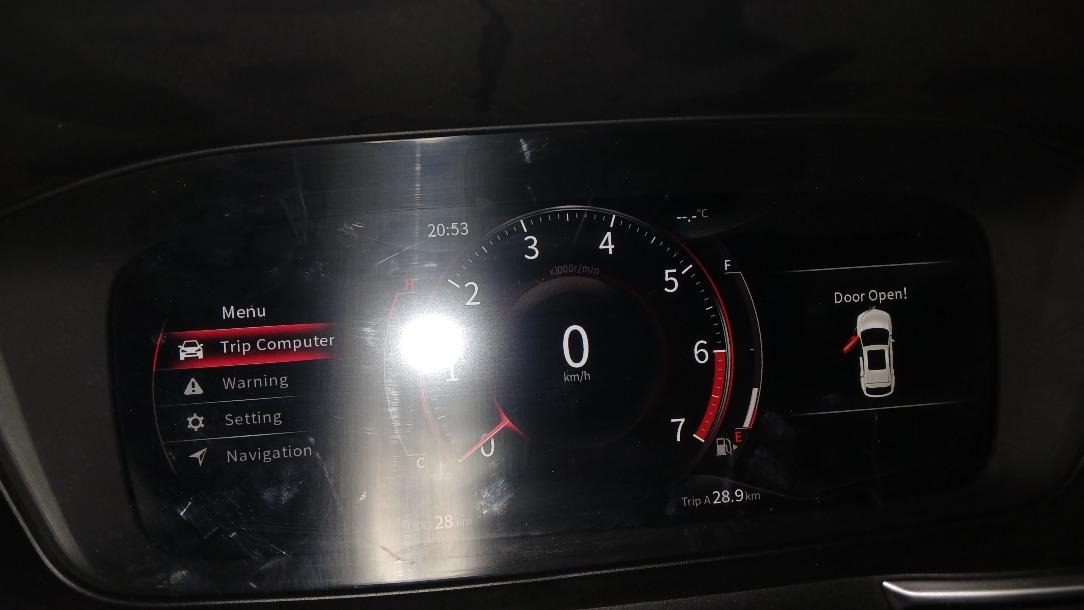 20:53
--.-°C
Menu
Trip Computer
Warning
Setting
Navigation
H
C
0
1
2
3
4
5
6
7
x1000r/min
0
km/h
F
E
Door Open!
28 km
Trip A 28.9 km